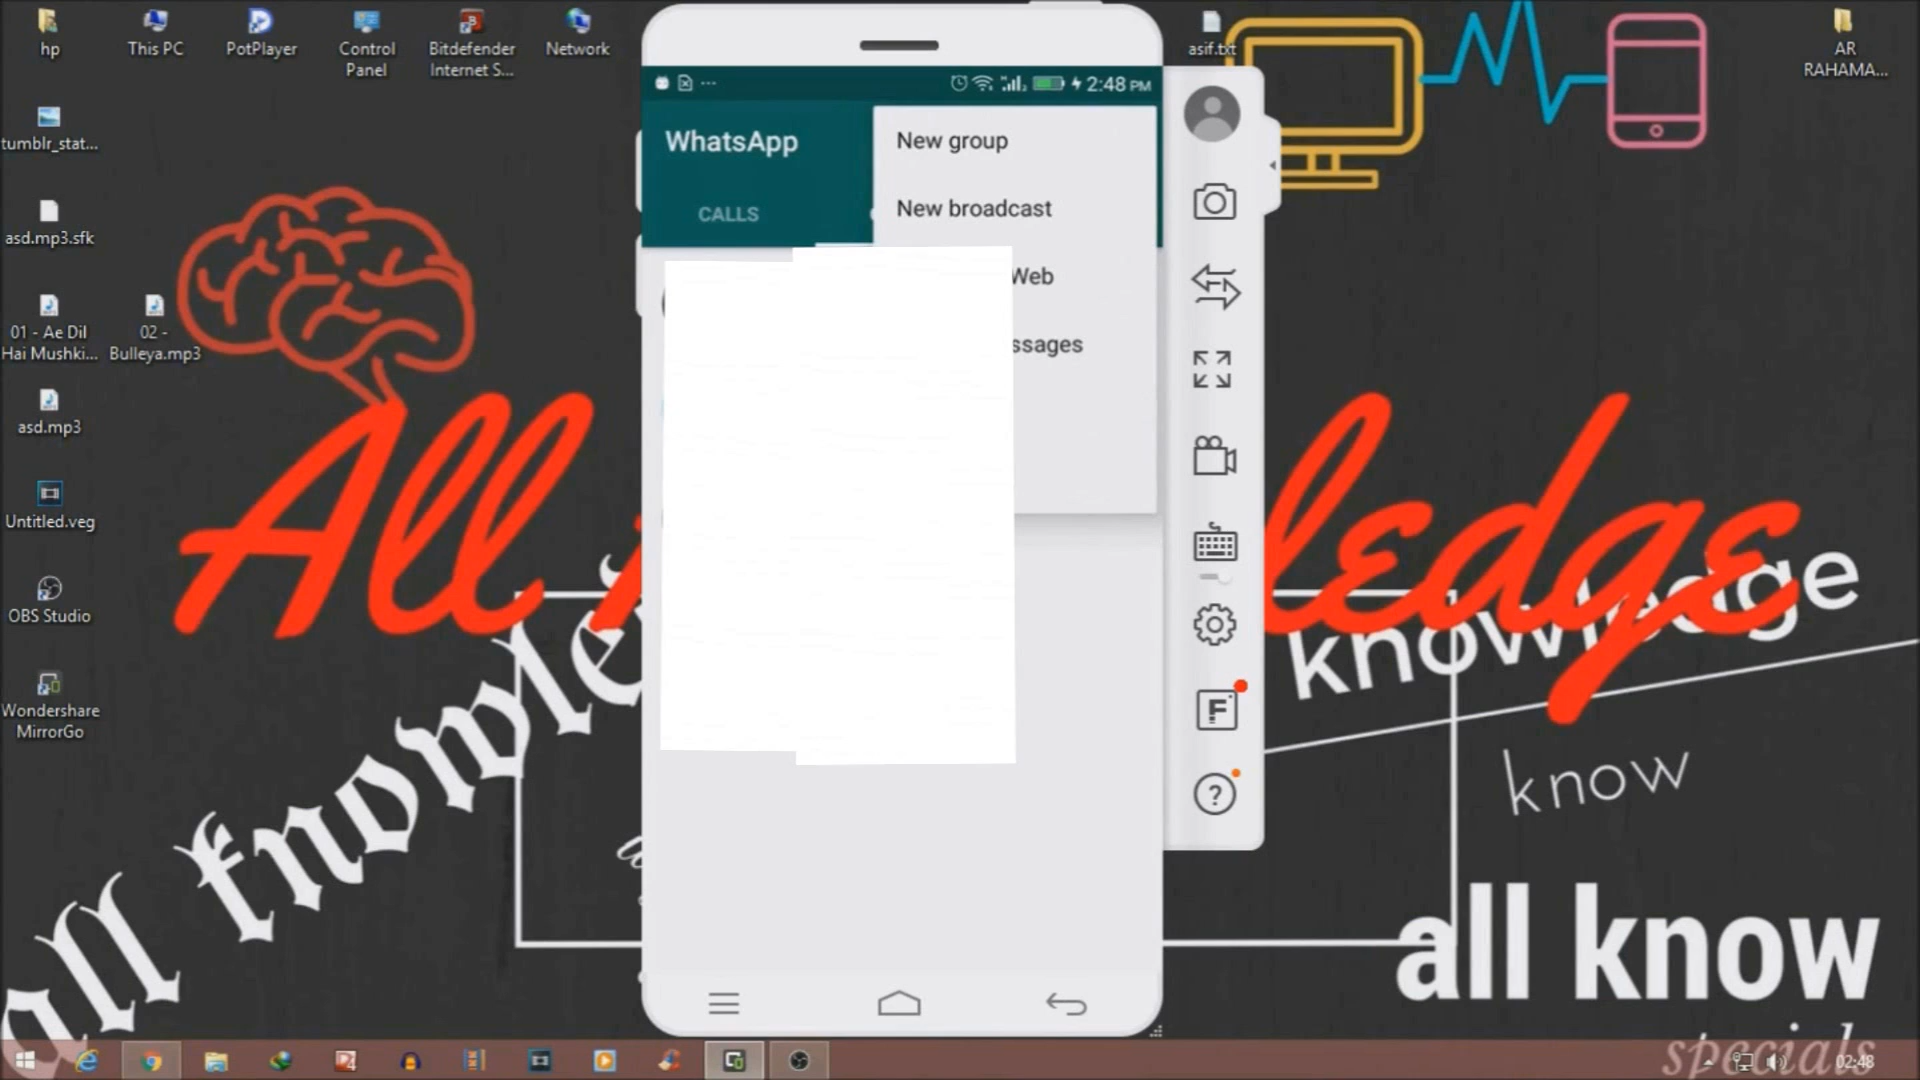 hp
This PC
PotPlayer
Control
Panel
Bitdefender
Internet S...
Network
asif.txt
AR
RAHAMA...
tumblr_stat...
asd.mp3.sfk
01 - Ae Dil
Hai Mushki...
02 -
Bulleya.mp3
asd.mp3
Untitled.veg
OBS Studio
Wondershare
MirrorGo
2:48 PM
WhatsApp
CALLS
New group
New broadcast
Web
ssages
All
ledge
knowledge
know
all know
all knowle
specials
02:48